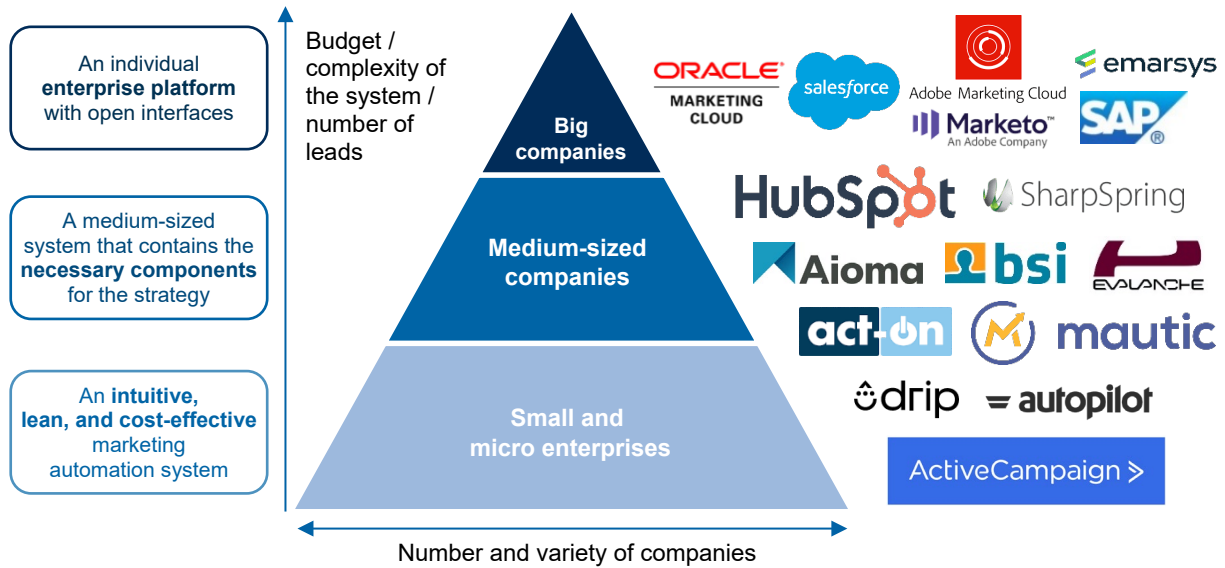 An individual
enterprise platform
with open interfaces
A medium-sized
system that contains the
necessary components
for the strategy
An intuitive,
lean, and cost-effective
marketing
automation system
Budget /
complexity of
the system /
number of
leads
Big
companies
Medium-sized
companies
Small and
micro enterprises
Number and variety of companies
ORACLE®
MARKETING
CLOUD
salesforce
Adobe Marketing Cloud
Marketo™
An Adobe Company
emarsys
SAP®
HubSpot
SharpSpring
Aioma
bsi
EVALANCHE
act-on
mautic
drip
autopilot
ActiveCampaign >